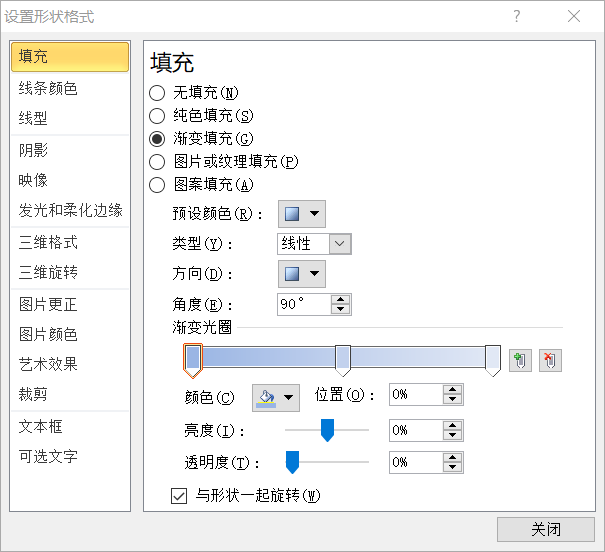 设置形状格式
填充
线条颜色
线型
阴影
映像
发光和柔化边缘
三维格式
三维旋转
图片更正
图片颜色
艺术效果
裁剪
文本框
可选文字
填充
无填充(N)
纯色填充(S)
渐变填充(G)
图片或纹理填充(P)
图案填充(A)
预设颜色(R):
类型(Y): 线性
方向(D):
角度(E): 90°
渐变光圈
颜色(C) 位置(O): 0%
亮度(I): 0%
透明度(T): 0%
与形状一起旋转(W)
关闭